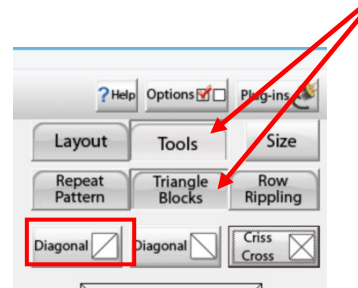 ?Help Options Plug-ins
Layout Tools Size
Repeat Triangle Row
Pattern Blocks Rippling
Diagonal Diagonal Criss
Cross